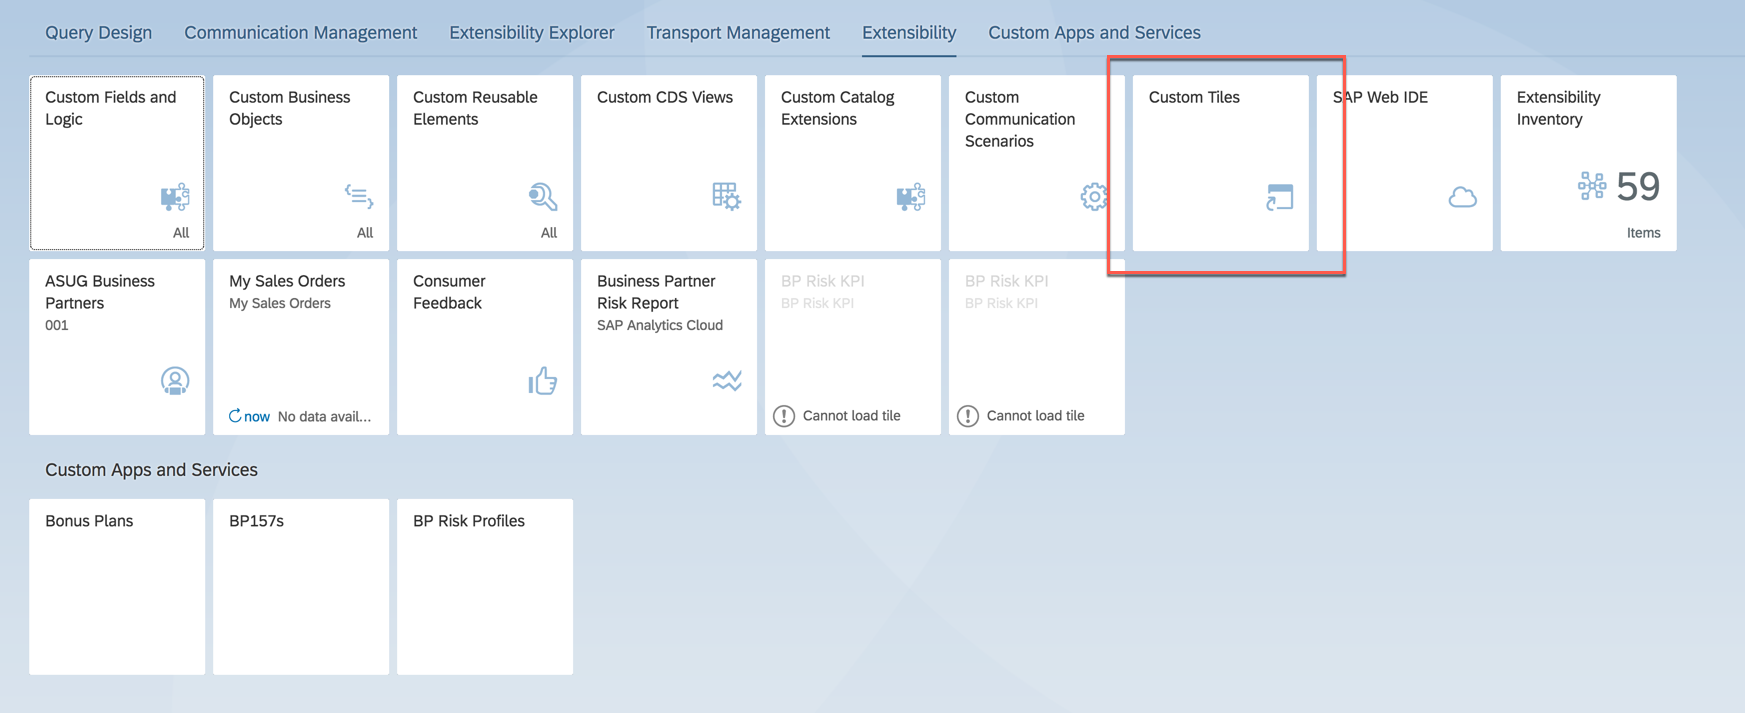 Query Design Communication Management Extensibility Explorer Transport Management Extensibility Custom Apps and Services
Custom Fields and
Logic
All
Custom Business
Objects
All
Custom Reusable
Elements
All
Custom CDS Views
Custom Catalog
Extensions
Custom
Communication
Scenarios
Custom Tiles
SAP Web IDE
Extensibility
Inventory
59
Items
ASUG Business
Partners
001
My Sales Orders
My Sales Orders
now No data avail...
Consumer
Feedback
Business Partner
Risk Report
SAP Analytics Cloud
BP Risk KPI
BP Risk KPI
Cannot load tile
BP Risk KPI
BP Risk KPI
Cannot load tile
Custom Apps and Services
Bonus Plans
BP157s
BP Risk Profiles